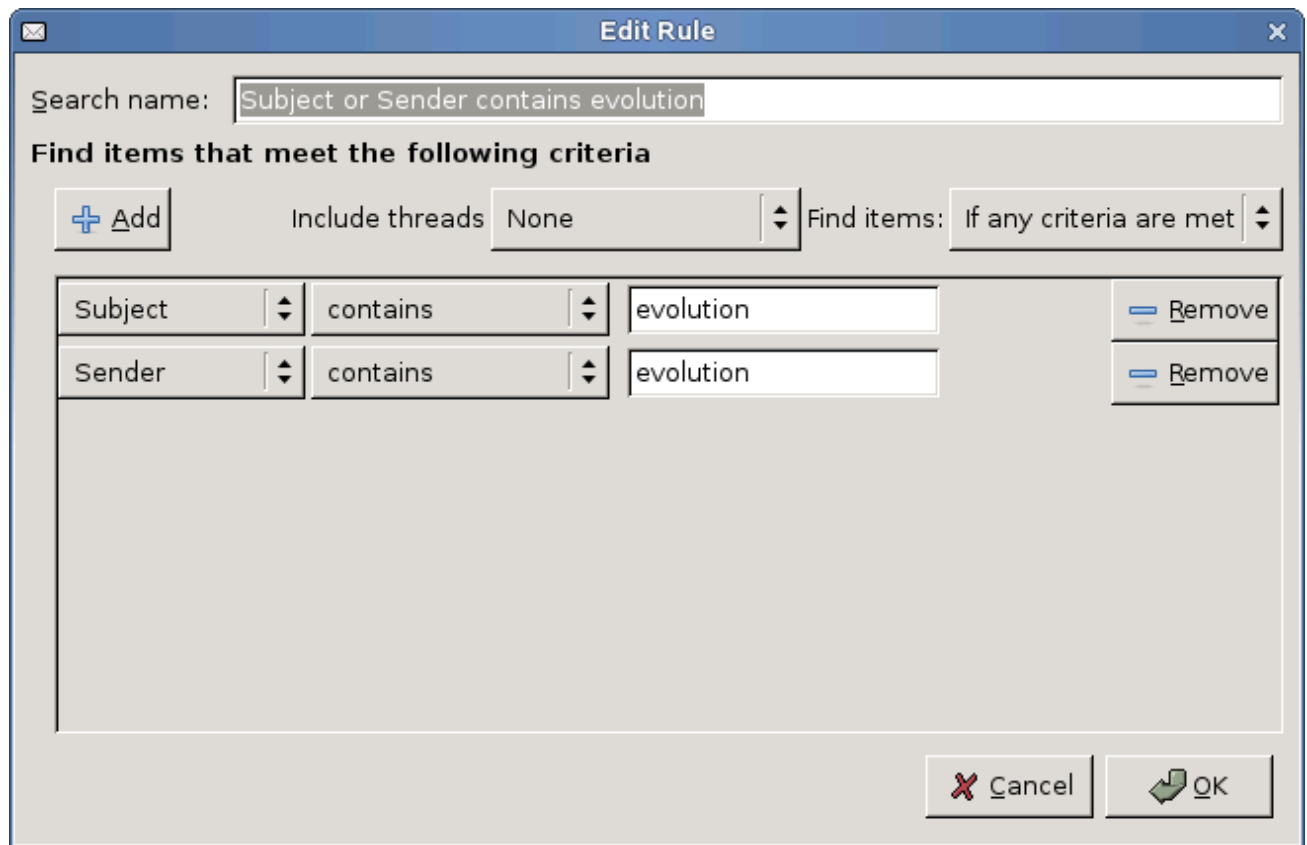 Edit Rule
Search name: Subject or Sender contains evolution
Find items that meet the following criteria
Add Include threads None Find items: If any criteria are met
Subject contains evolution Remove
Sender contains evolution Remove
Cancel OK